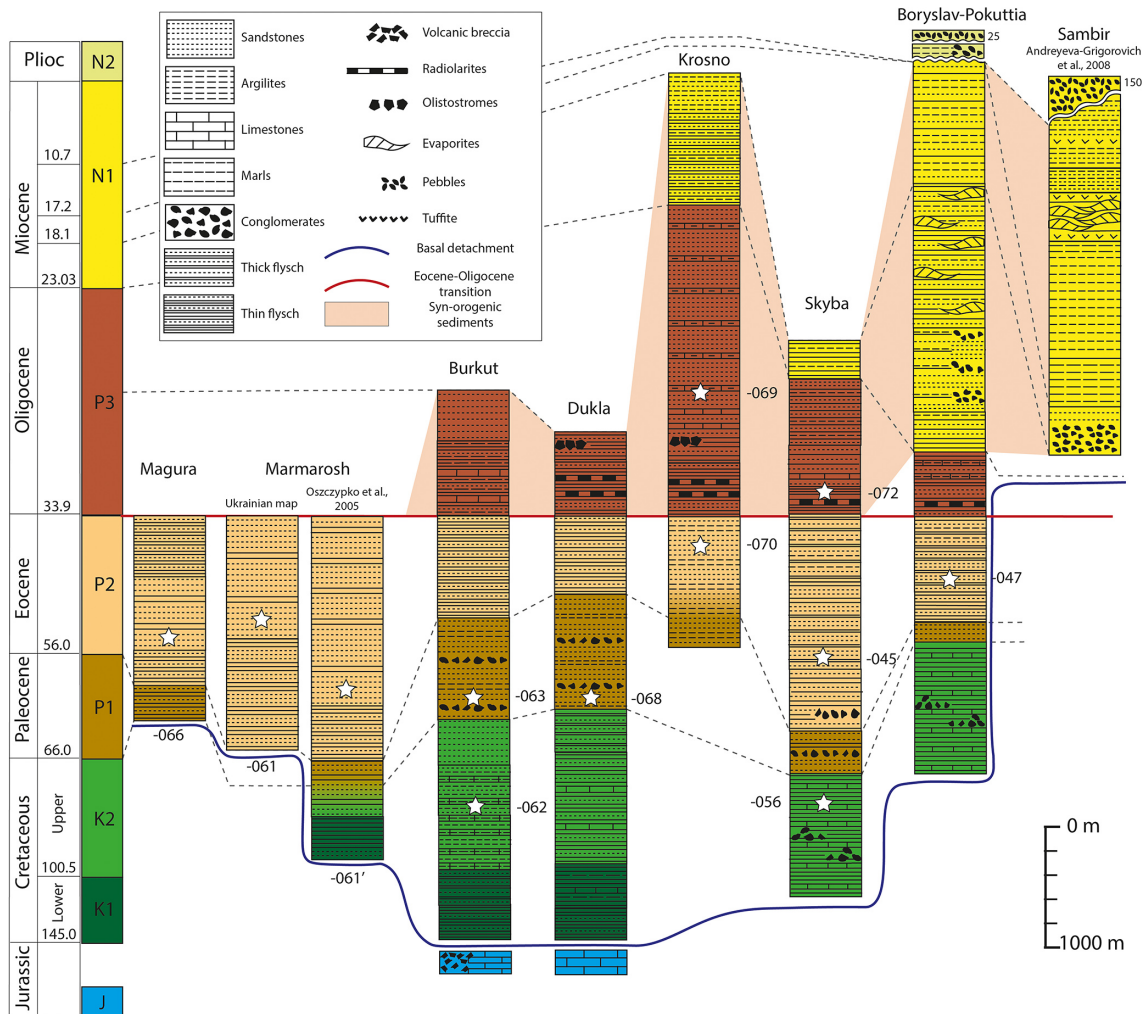 Plioc
N2
Miocene
10.7
17.2
18.1
23.03
N1
Oligocene
33.9
P3
Eocene
56.0
P2
Paleocene
66.0
P1
Cretaceous
Upper
100.5
K2
Lower
145.0
K1
Jurassic
J
Sandstones
Argilites
Limestones
Marls
Conglomerates
Thick flysch
Thin flysch
Volcanic breccia
Radiolarites
Olistostromes
Evaporites
Pebbles
Tuffite
Basal detachment
Eocene-Oligocene
transition
Syn-orogenic
sediments
Magura
-066
Marmarosh
Ukrainian map
Oszczypko et al.,
2005
-061
-061'
Burkut
-063
-062
Dukla
-068
Krosno
-069
-070
Skyba
-072
-045
-056
Boryslav-Pokuttia
25
-047
Sambir
Andreyeva-Grigorovich
et al., 2008
150
0 m
1000 m